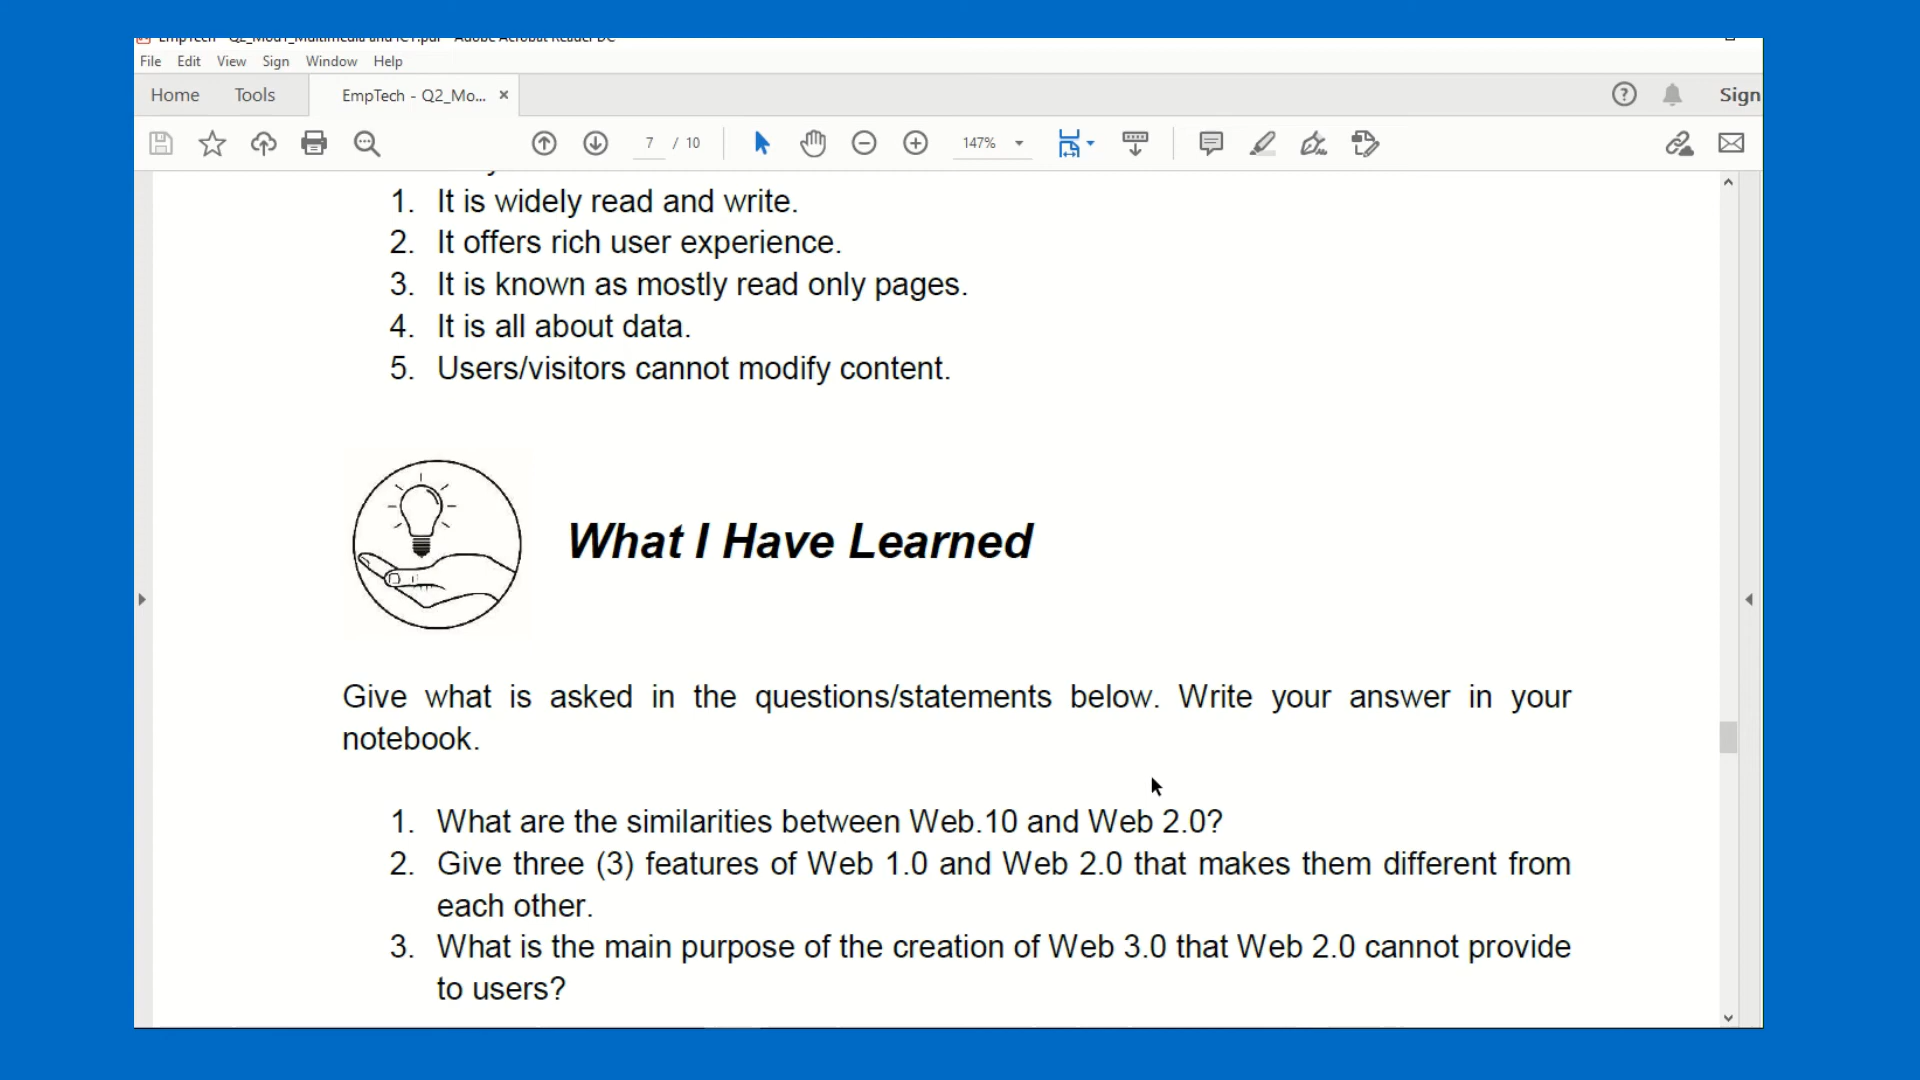 File Edit View Sign Window Help
Home Tools EmpTech - Q2_Mo... × Sign
7 / 10 147%
1. It is widely read and write.
2. It offers rich user experience.
3. It is known as mostly read only pages.
4. It is all about data.
5. Users/visitors cannot modify content.
What I Have Learned
Give what is asked in the questions/statements below. Write your answer in your
notebook.
1. What are the similarities between Web.10 and Web 2.0?
2. Give three (3) features of Web 1.0 and Web 2.0 that makes them different from
each other.
3. What is the main purpose of the creation of Web 3.0 that Web 2.0 cannot provide
to users?